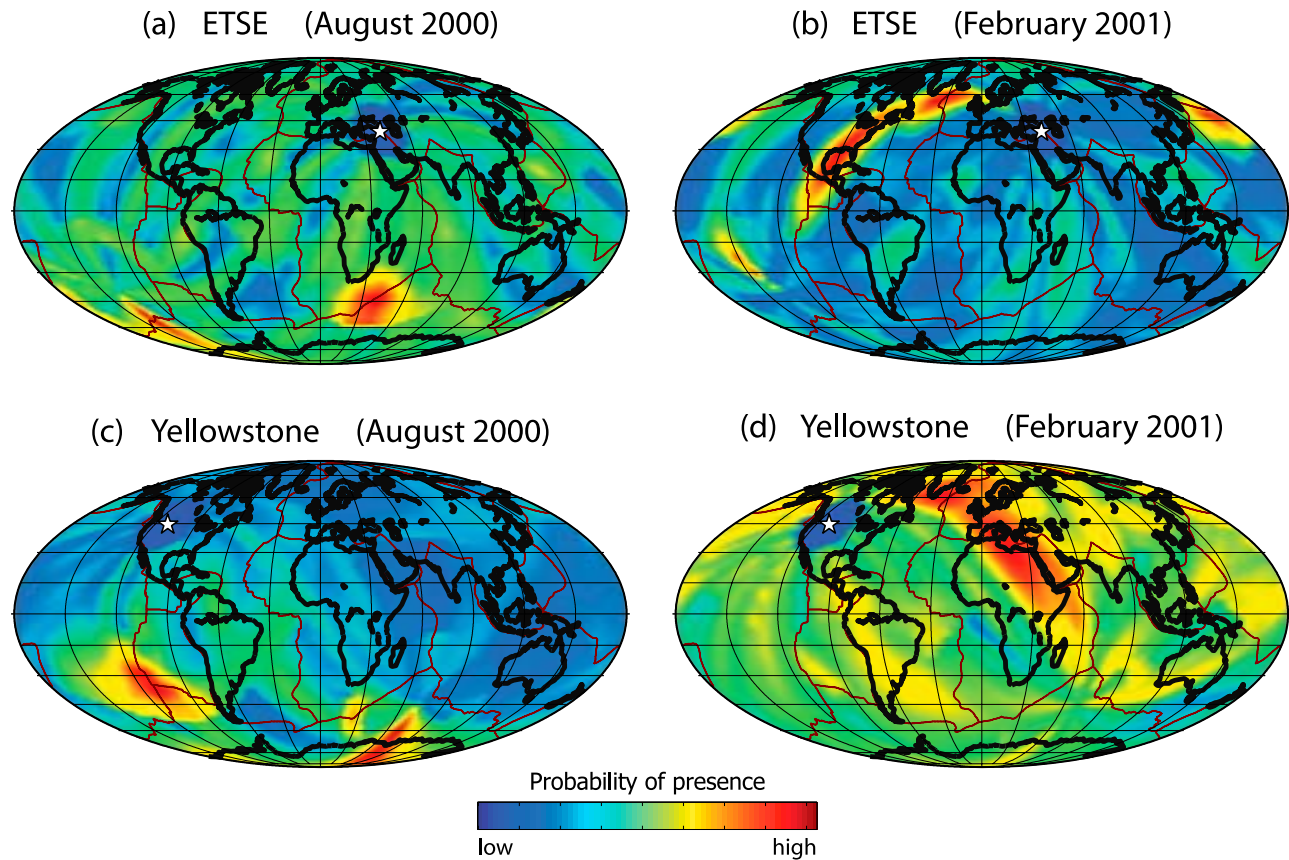 (a) ETSE (August 2000)
(b) ETSE (February 2001)
(c) Yellowstone (August 2000)
(d) Yellowstone (February 2001)
Probability of presence
low high